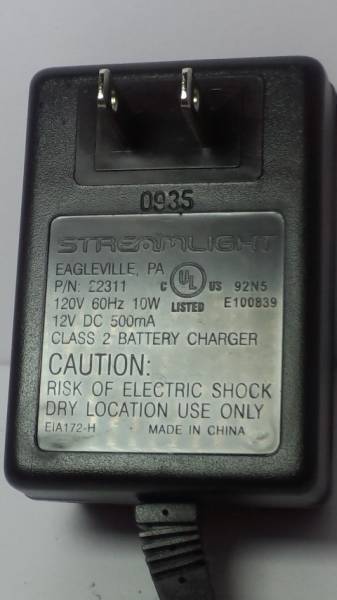 0935
STREAMLIGHT
EAGLEVILLE, PA
P/N: 22311
C UL US 92N5
120V 60Hz 10W LISTED E100839
12V DC 500mA
CLASS 2 BATTERY CHARGER
CAUTION:
RISK OF ELECTRIC SHOCK
DRY LOCATION USE ONLY
EIA172-H MADE IN CHINA